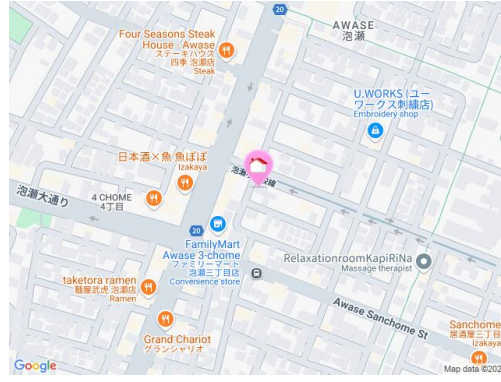 20
AWASE
泡瀬
Four Seasons Steak
House - Awase
ステーキハウス
四季 泡瀬店
Steak
U.WORKS (ユー
ワークス刺繍店)
Embroidery shop
日本酒×魚 魚ぽぽ
Izakaya
4 CHOME
4丁目
泡瀬大通り
20
FamilyMart
Awase 3-chome
ファミリーマート
泡瀬三丁目店
Convenience store
RelaxationroomKapiRiNa
Massage therapist
taketora ramen
麺屋武虎 泡瀬店
Ramen
Awase Sanchome St
Grand Chariot
グランシャリオ
Sanchome
居酒屋三丁目
Izakaya
Google
Map data ©202